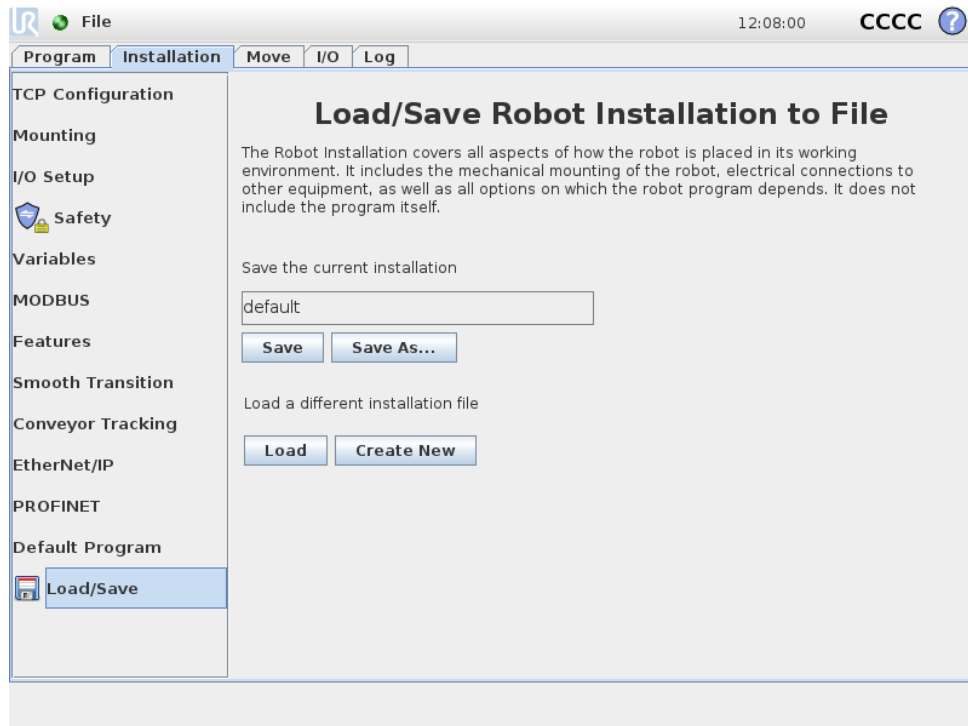 UR File 12:08:00 CCCC ?
Program Installation Move I/O Log
TCP Configuration
Mounting
I/O Setup
Safety
Variables
MODBUS
Features
Smooth Transition
Conveyor Tracking
EtherNet/IP
PROFINET
Default Program
Load/Save
Load/Save Robot Installation to File
The Robot Installation covers all aspects of how the robot is placed in its working
environment. It includes the mechanical mounting of the robot, electrical connections to
other equipment, as well as all options on which the robot program depends. It does not
include the program itself.
Save the current installation
default
Save Save As...
Load a different installation file
Load Create New